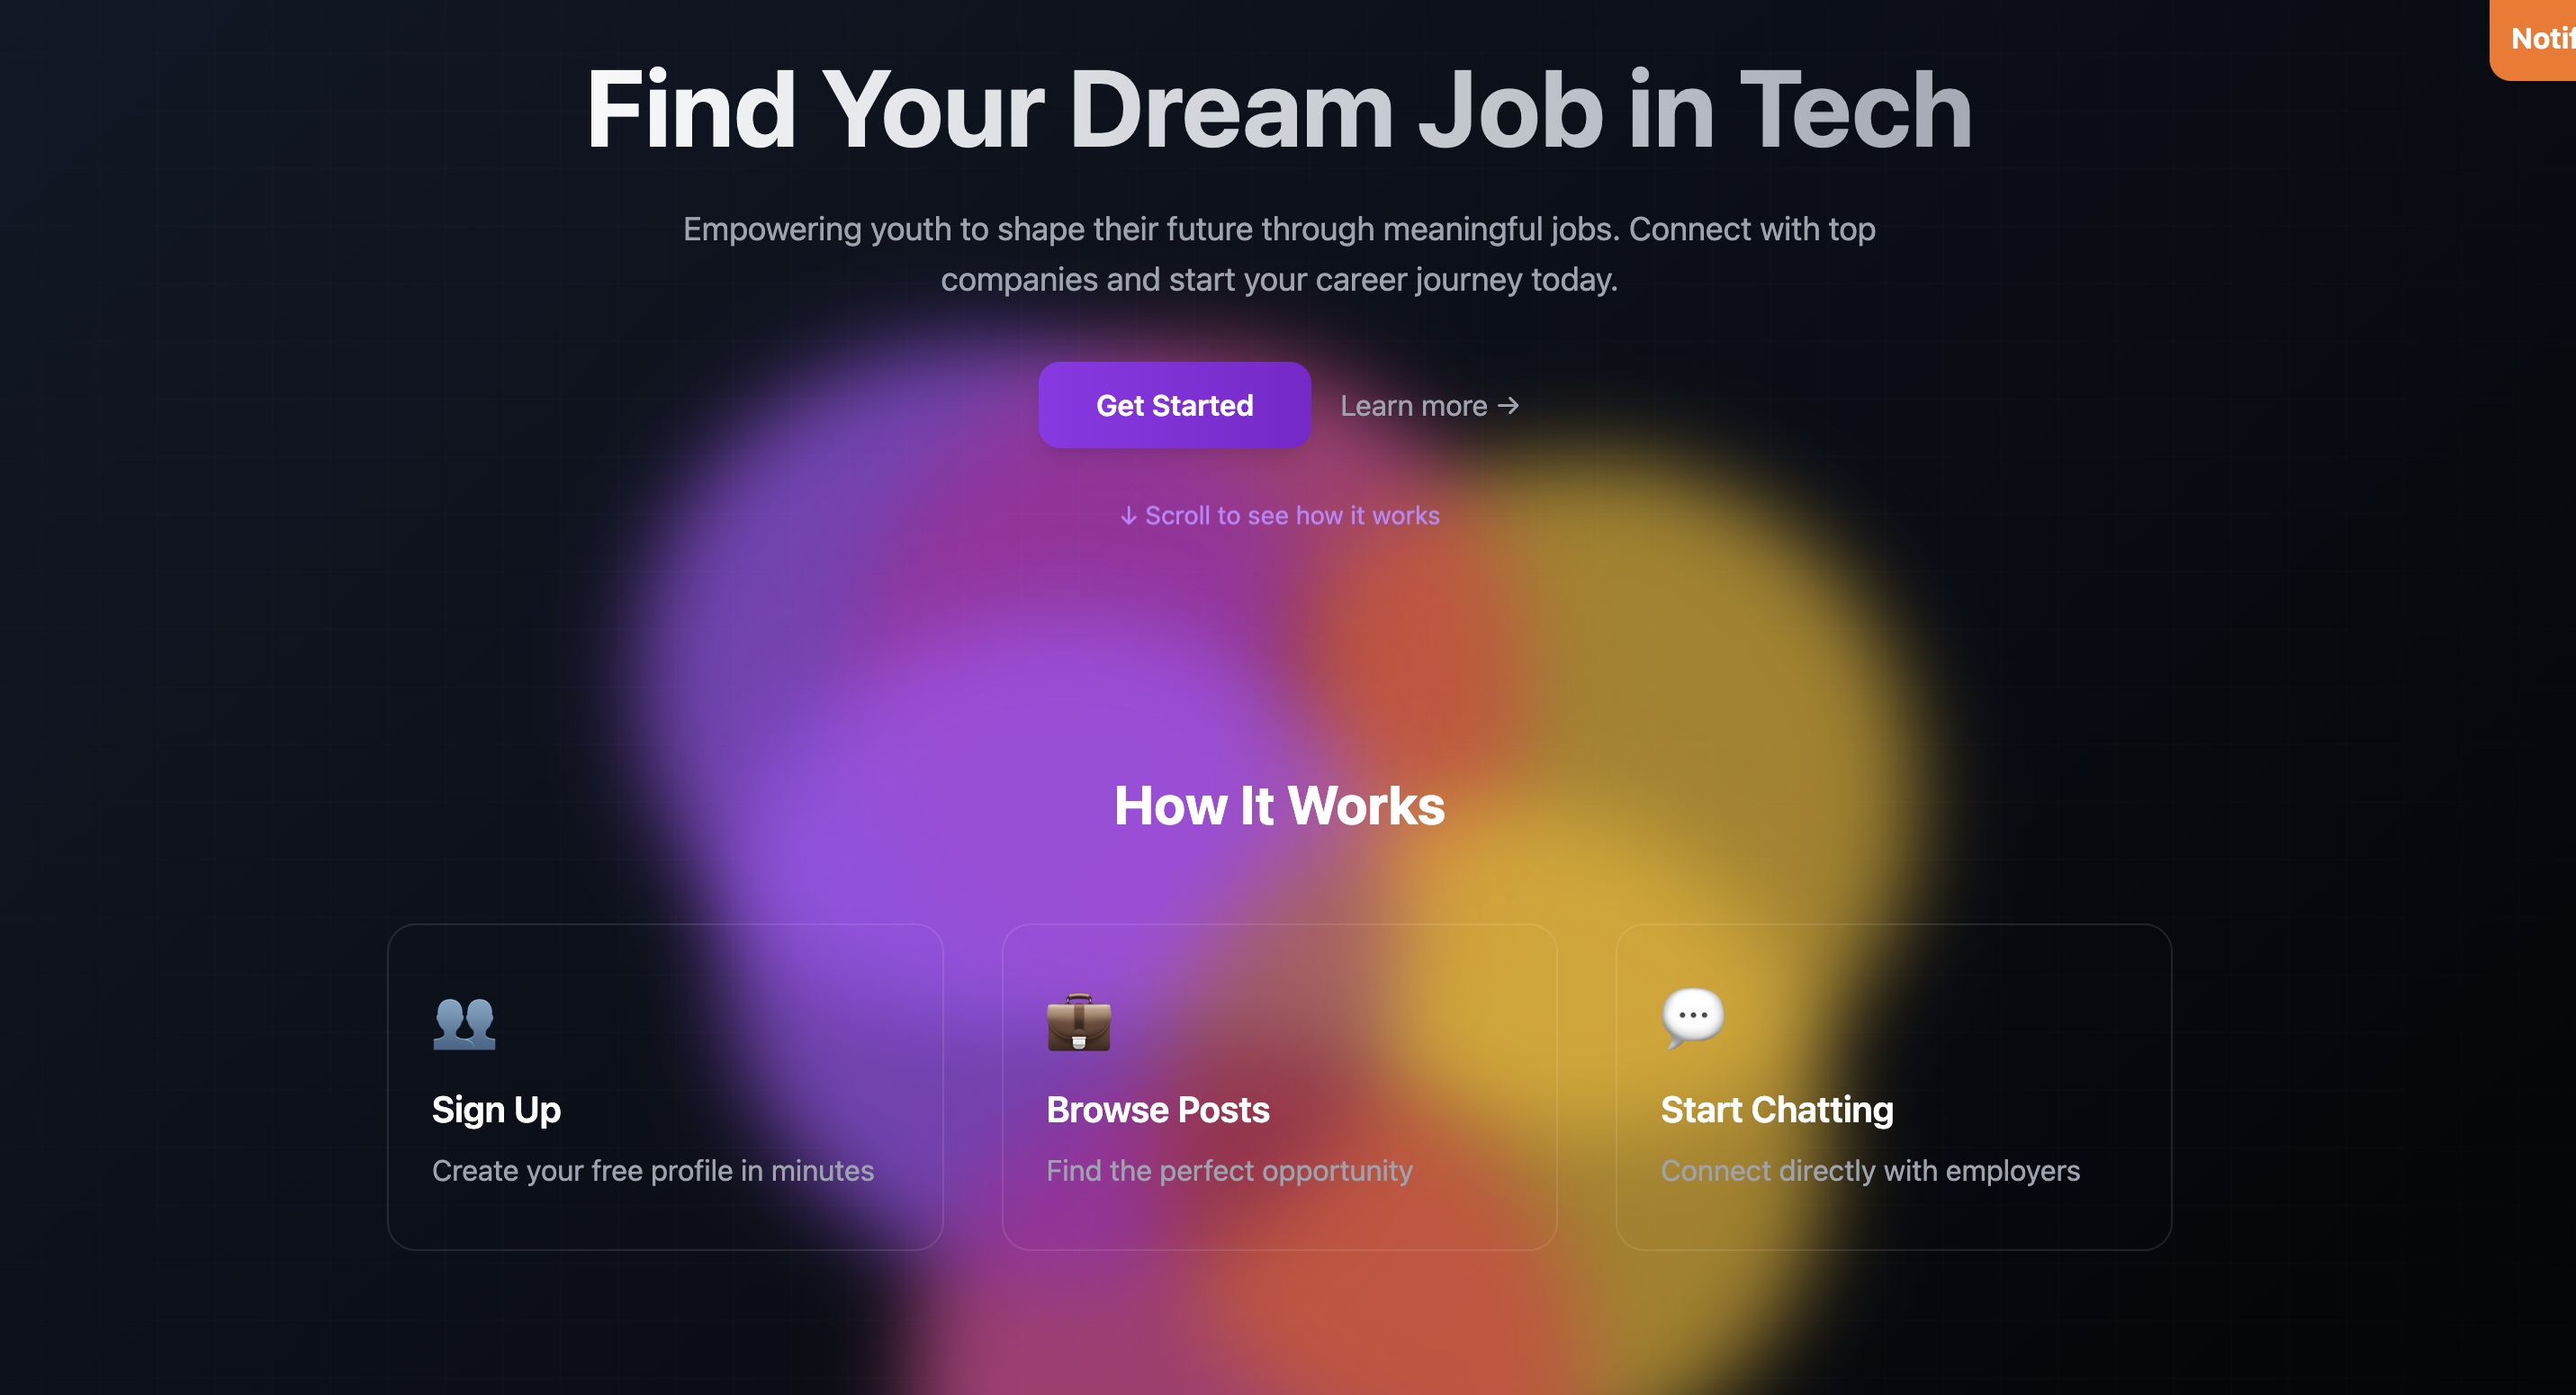 Notif
Find Your Dream Job in Tech
Empowering youth to shape their future through meaningful jobs. Connect with top
companies and start your career journey today.
Get Started
Learn more →
↓ Scroll to see how it works
How It Works
Sign Up
Create your free profile in minutes
Browse Posts
Find the perfect opportunity
Start Chatting
Connect directly with employers